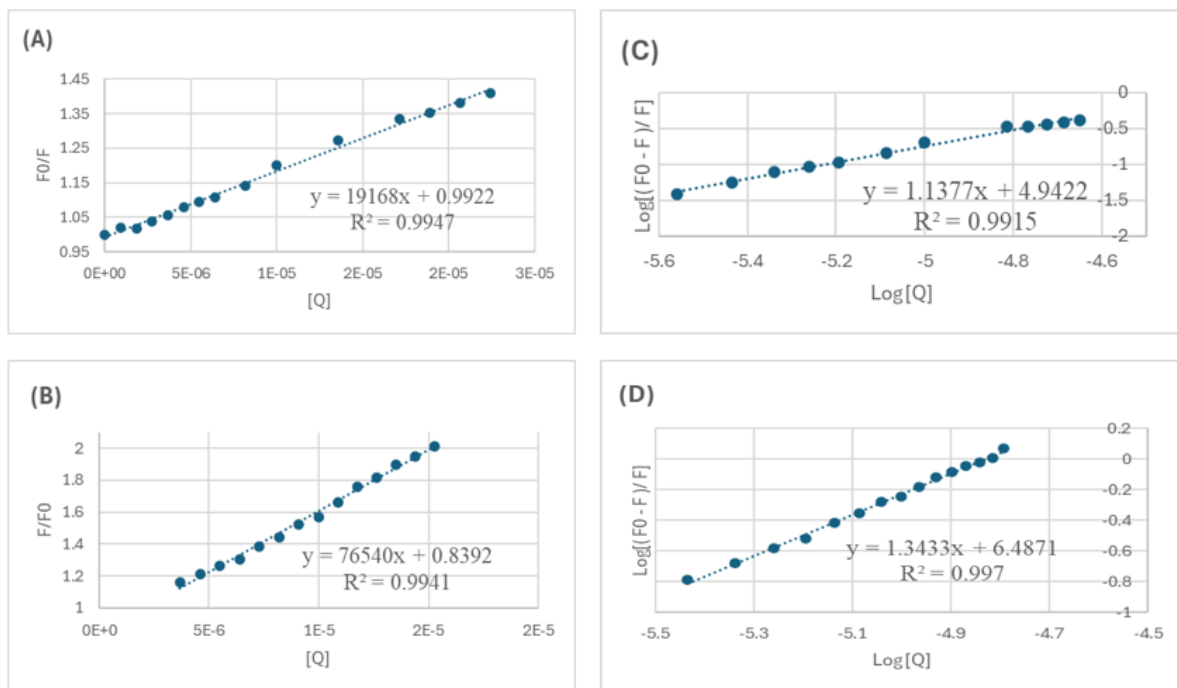 (A)
F0/F
1.45
1.35
1.25
1.15
1.05
0.95
y = 19168x + 0.9922
R² = 0.9947
0E+00
5E-06
1E-05
2E-05
2E-05
3E-05
[Q]
(C)
Log[(F0 - F )/ F]
0
-0.5
-1
-1.5
-2
y = 1.1377x + 4.9422
R² = 0.9915
-5.6
-5.4
-5.2
-5
-4.8
-4.6
Log[Q]
(B)
F/F0
2
1.8
1.6
1.4
1.2
1
y = 76540x + 0.8392
R² = 0.9941
0E+0
5E-6
1E-5
2E-5
2E-5
[Q]
(D)
Log[(F0 - F )/ F]
0.2
0
-0.2
-0.4
-0.6
-0.8
-1
y = 1.3433x + 6.4871
R² = 0.997
-5.5
-5.3
-5.1
-4.9
-4.7
-4.5
Log[Q]